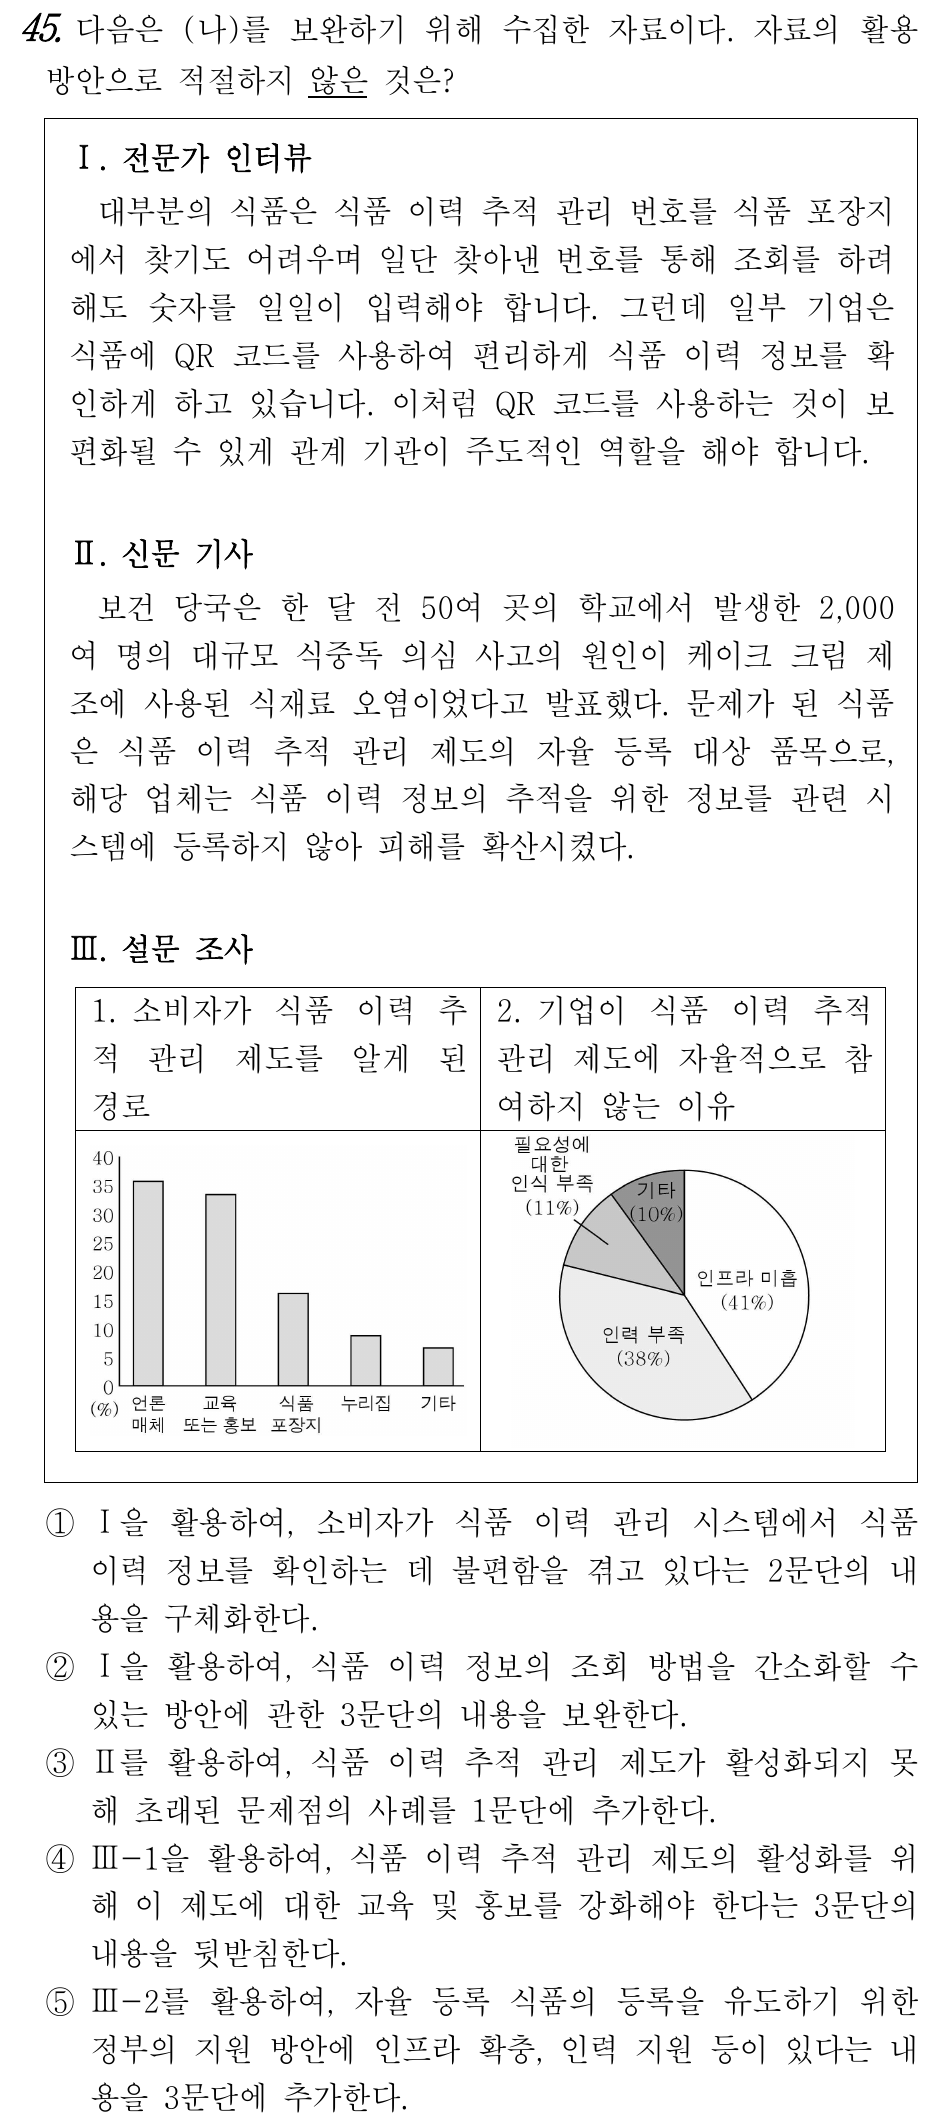 45. 다음은 (나)를 보완하기 위해 수집한 자료이다. 자료의 활용
방안으로 적절하지 않은 것은?
Ⅰ. 전문가 인터뷰
대부분의 식품은 식품 이력 추적 관리 번호를 식품 포장지
에서 찾기도 어려우며 일단 찾아낸 번호를 통해 조회를 하려
해도 숫자를 일일이 입력해야 합니다. 그런데 일부 기업은
식품에 QR 코드를 사용하여 편리하게 식품 이력 정보를 확
인하게 하고 있습니다. 이처럼 QR 코드를 사용하는 것이 보
편화될 수 있게 관계 기관이 주도적인 역할을 해야 합니다.
Ⅱ. 신문 기사
보건 당국은 한 달 전 50여 곳의 학교에서 발생한 2,000
여 명의 대규모 식중독 의심 사고의 원인이 케이크 크림 제
조에 사용된 식재료 오염이었다고 발표했다. 문제가 된 식품
은 식품 이력 추적 관리 제도의 자율 등록 대상 품목으로,
해당 업체는 식품 이력 정보의 추적을 위한 정보를 관련 시
스템에 등록하지 않아 피해를 확산시켰다.
Ⅲ. 설문 조사
1. 소비자가 식품 이력 추
적 관리 제도를 알게 된
경로
2. 기업이 식품 이력 추적
관리 제도에 자율적으로 참
여하지 않는 이유
40
35
30
25
20
15
10
5
0
(%)
언론
매체
교육
또는 홍보
식품
포장지
누리집
기타
필요성에
대한
인식 부족
(11%)
기타
(10%)
인프라 미흡
(41%)
인력 부족
(38%)
① Ⅰ을 활용하여, 소비자가 식품 이력 관리 시스템에서 식품
이력 정보를 확인하는 데 불편함을 겪고 있다는 2문단의 내
용을 구체화한다.
② Ⅰ을 활용하여, 식품 이력 정보의 조회 방법을 간소화할 수
있는 방안에 관한 3문단의 내용을 보완한다.
③ Ⅱ를 활용하여, 식품 이력 추적 관리 제도가 활성화되지 못
해 초래된 문제점의 사례를 1문단에 추가한다.
④ Ⅲ-1을 활용하여, 식품 이력 추적 관리 제도의 활성화를 위
해 이 제도에 대한 교육 및 홍보를 강화해야 한다는 3문단의
내용을 뒷받침한다.
⑤ Ⅲ-2를 활용하여, 자율 등록 식품의 등록을 유도하기 위한
정부의 지원 방안에 인프라 확충, 인력 지원 등이 있다는 내
용을 3문단에 추가한다.